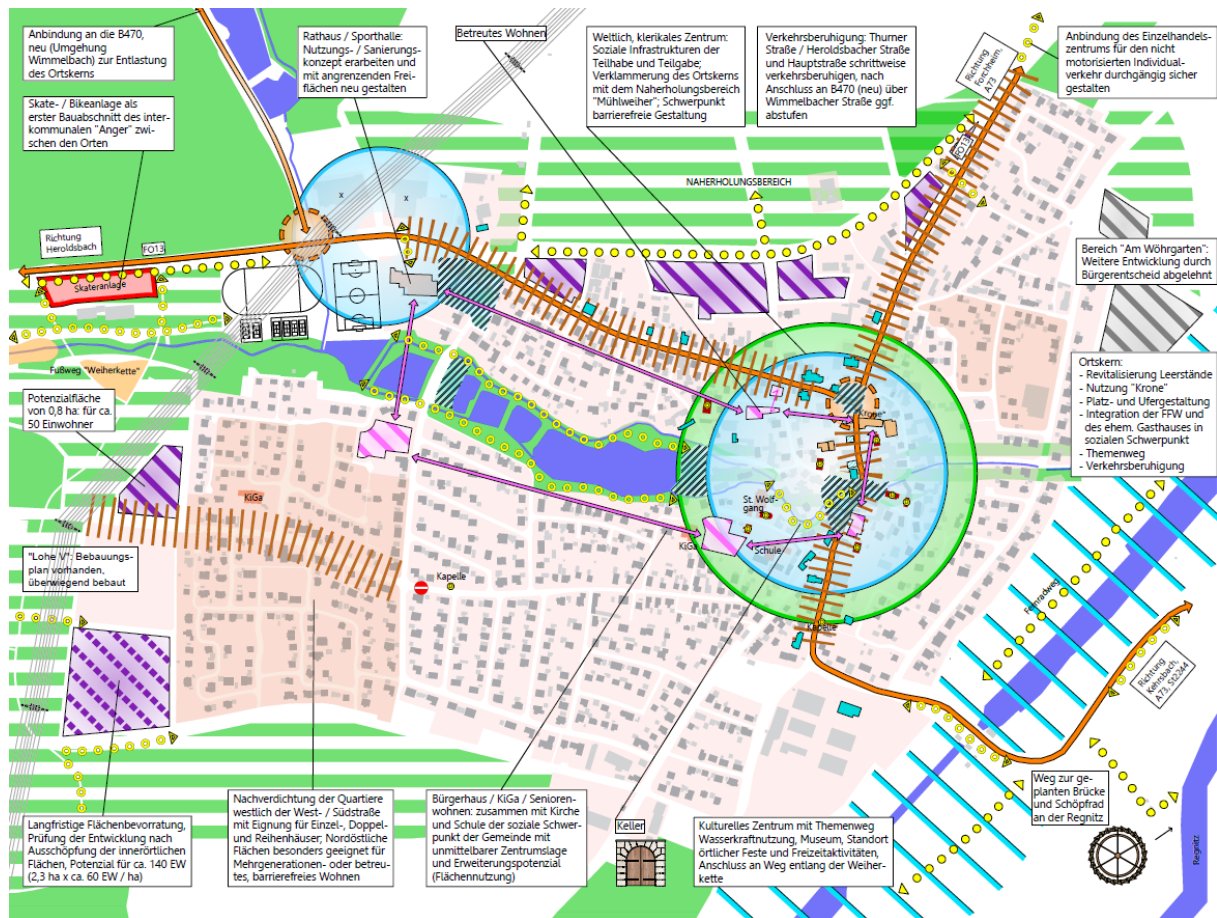 Anbindung an die B470,
neu (Umgehung
Wimmelbach) zur Entlastung
des Ortskerns
Rathaus / Sporthalle:
Nutzungs- / Sanierungs-
konzept erarbeiten und
mit angrenzenden Frei-
flächen neu gestalten
Betreutes Wohnen
Weltlich, klerikales Zentrum:
Soziale Infrastrukturen der
Teilhabe und Teilgabe;
Verklammerung des Ortskerns
mit dem Naherholungsbereich
"Mühlweiher"; Schwerpunkt
barrierefreie Gestaltung
Verkehrsberuhigung: Thurner
Straße / Heroldsbacher Straße
und Hauptstraße schrittweise
verkehrsberuhigen, nach
Anschluss an B470 (neu) über
Wimmelbacher Straße ggf.
abstufen
Richtung
Forchheim,
A73
Anbindung des Einzelhandels-
zentrums für den nicht
motorisierten Individual-
verkehr durchgängig sicher
gestalten
Skate- / Bikeanlage als
erster Bauabschnitt des inter-
kommunalen "Anger" zwi-
schen den Orten
x
x
FO13
NAHERHOLUNGSBEREICH
Richtung
Heroldsbach
FO13
Skateranlage
Bereich "Am Wöhrgarten":
Weitere Entwicklung durch
Bürgerentscheid abgelehnt
Fußweg "Weiherkette"
Ortskern:
- Revitalisierung Leerstände
- Nutzung "Krone"
- Platz- und Ufergestaltung
- Integration der FFW und
des ehem. Gasthauses in
sozialen Schwerpunkt
- Themenweg
- Verkehrsberuhigung
Potenzialfläche
von 0,8 ha: für ca.
50 Einwohner
"Krone"
KiGa
St. Wolf-
gang
KiGa
Schule
"Lohe V": Bebauungs-
plan vorhanden,
überwiegend bebaut
Kapelle
Kapelle
Fernradweg
Richtung
Kehrsbach,
A73, St2244
Langfristige Flächenbevorratung,
Prüfung der Entwicklung nach
Ausschöpfung der innerörtlichen
Flächen, Potenzial für ca. 140 EW
(2,3 ha x ca. 60 EW / ha)
Nachverdichtung der Quartiere
westlich der West- / Südstraße
mit Eignung für Einzel-, Doppel-
und Reihenhäuser; Nordöstliche
Flächen besonders geeignet für
Mehrgenerationen- oder betreu-
tes, barrierefreies Wohnen
Bürgerhaus / KiGa / Senioren-
wohnen: zusammen mit Kirche
und Schule der soziale Schwer-
punkt der Gemeinde mit
unmittelbarer Zentrumslage
und Erweiterungspotenzial
(Flächennutzung)
Keller
Kulturelles Zentrum mit Themenweg
Wasserkraftnutzung, Museum, Standort
örtlicher Feste und Freizeitaktivitäten,
Anschluss an Weg entlang der Weiher-
kette
Weg zur ge-
planten Brücke
und Schöpfrad
an der Regnitz
Regnitz